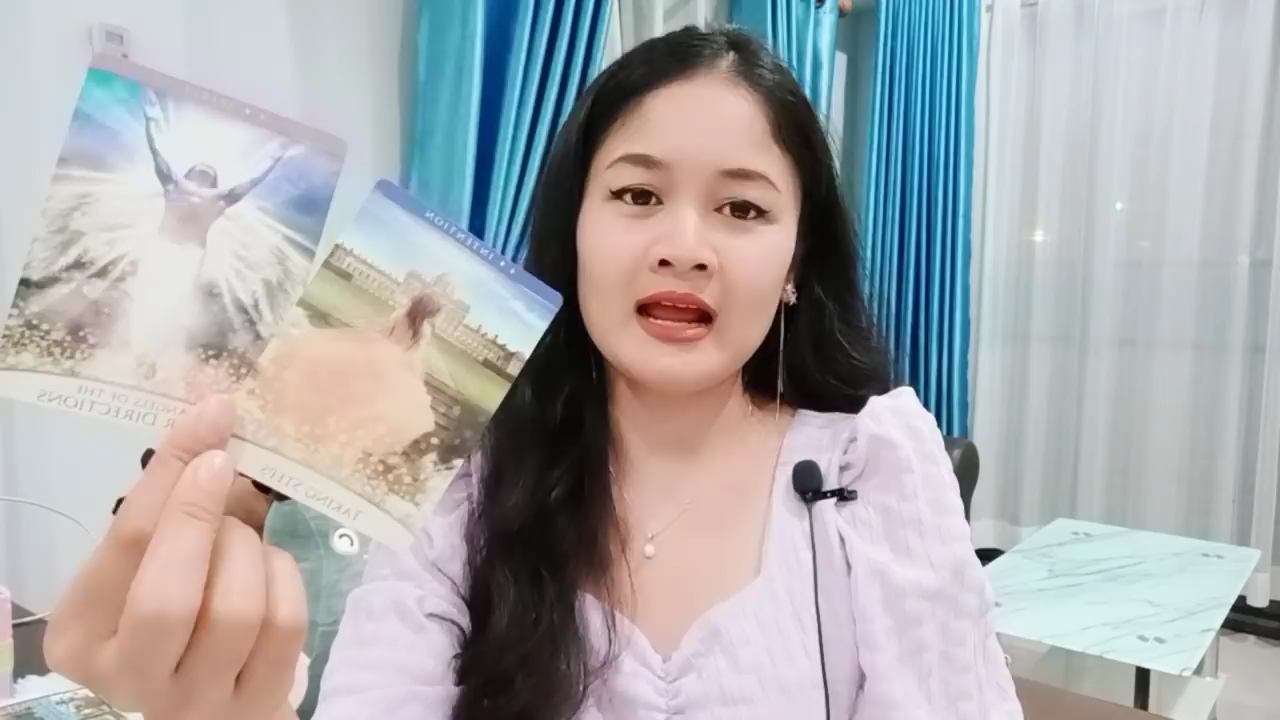 ANGELS OF THE
R DIRECTIONS
INTENTION
TAKING STEPS